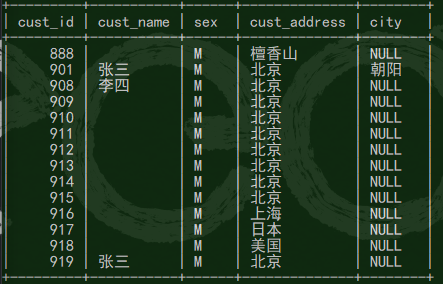 cust_id cust_name sex cust_address city
888 M 檀香山 NULL
901 张三 M 北京 朝阳
908 李四 M 北京 NULL
909 M 北京 NULL
910 M 北京 NULL
911 M 北京 NULL
912 M 北京 NULL
913 M 北京 NULL
914 M 北京 NULL
915 M 北京 NULL
916 M 上海 NULL
917 M 日本 NULL
918 M 美国 NULL
919 张三 M 北京 NULL